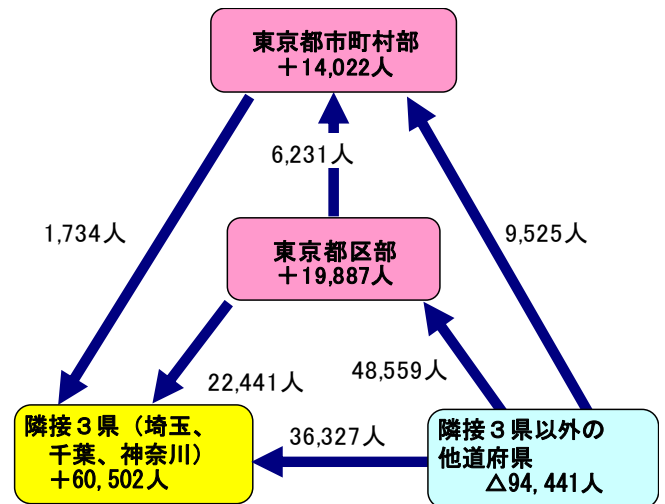 東京都市町村部
＋14,022人
6,231人
1,734人
9,525人
東京都区部
＋19,887人
22,441人
48,559人
隣接３県（埼玉、
千葉、神奈川）
＋60,502人
36,327人
隣接３県以外の
他道府県
△94,441人